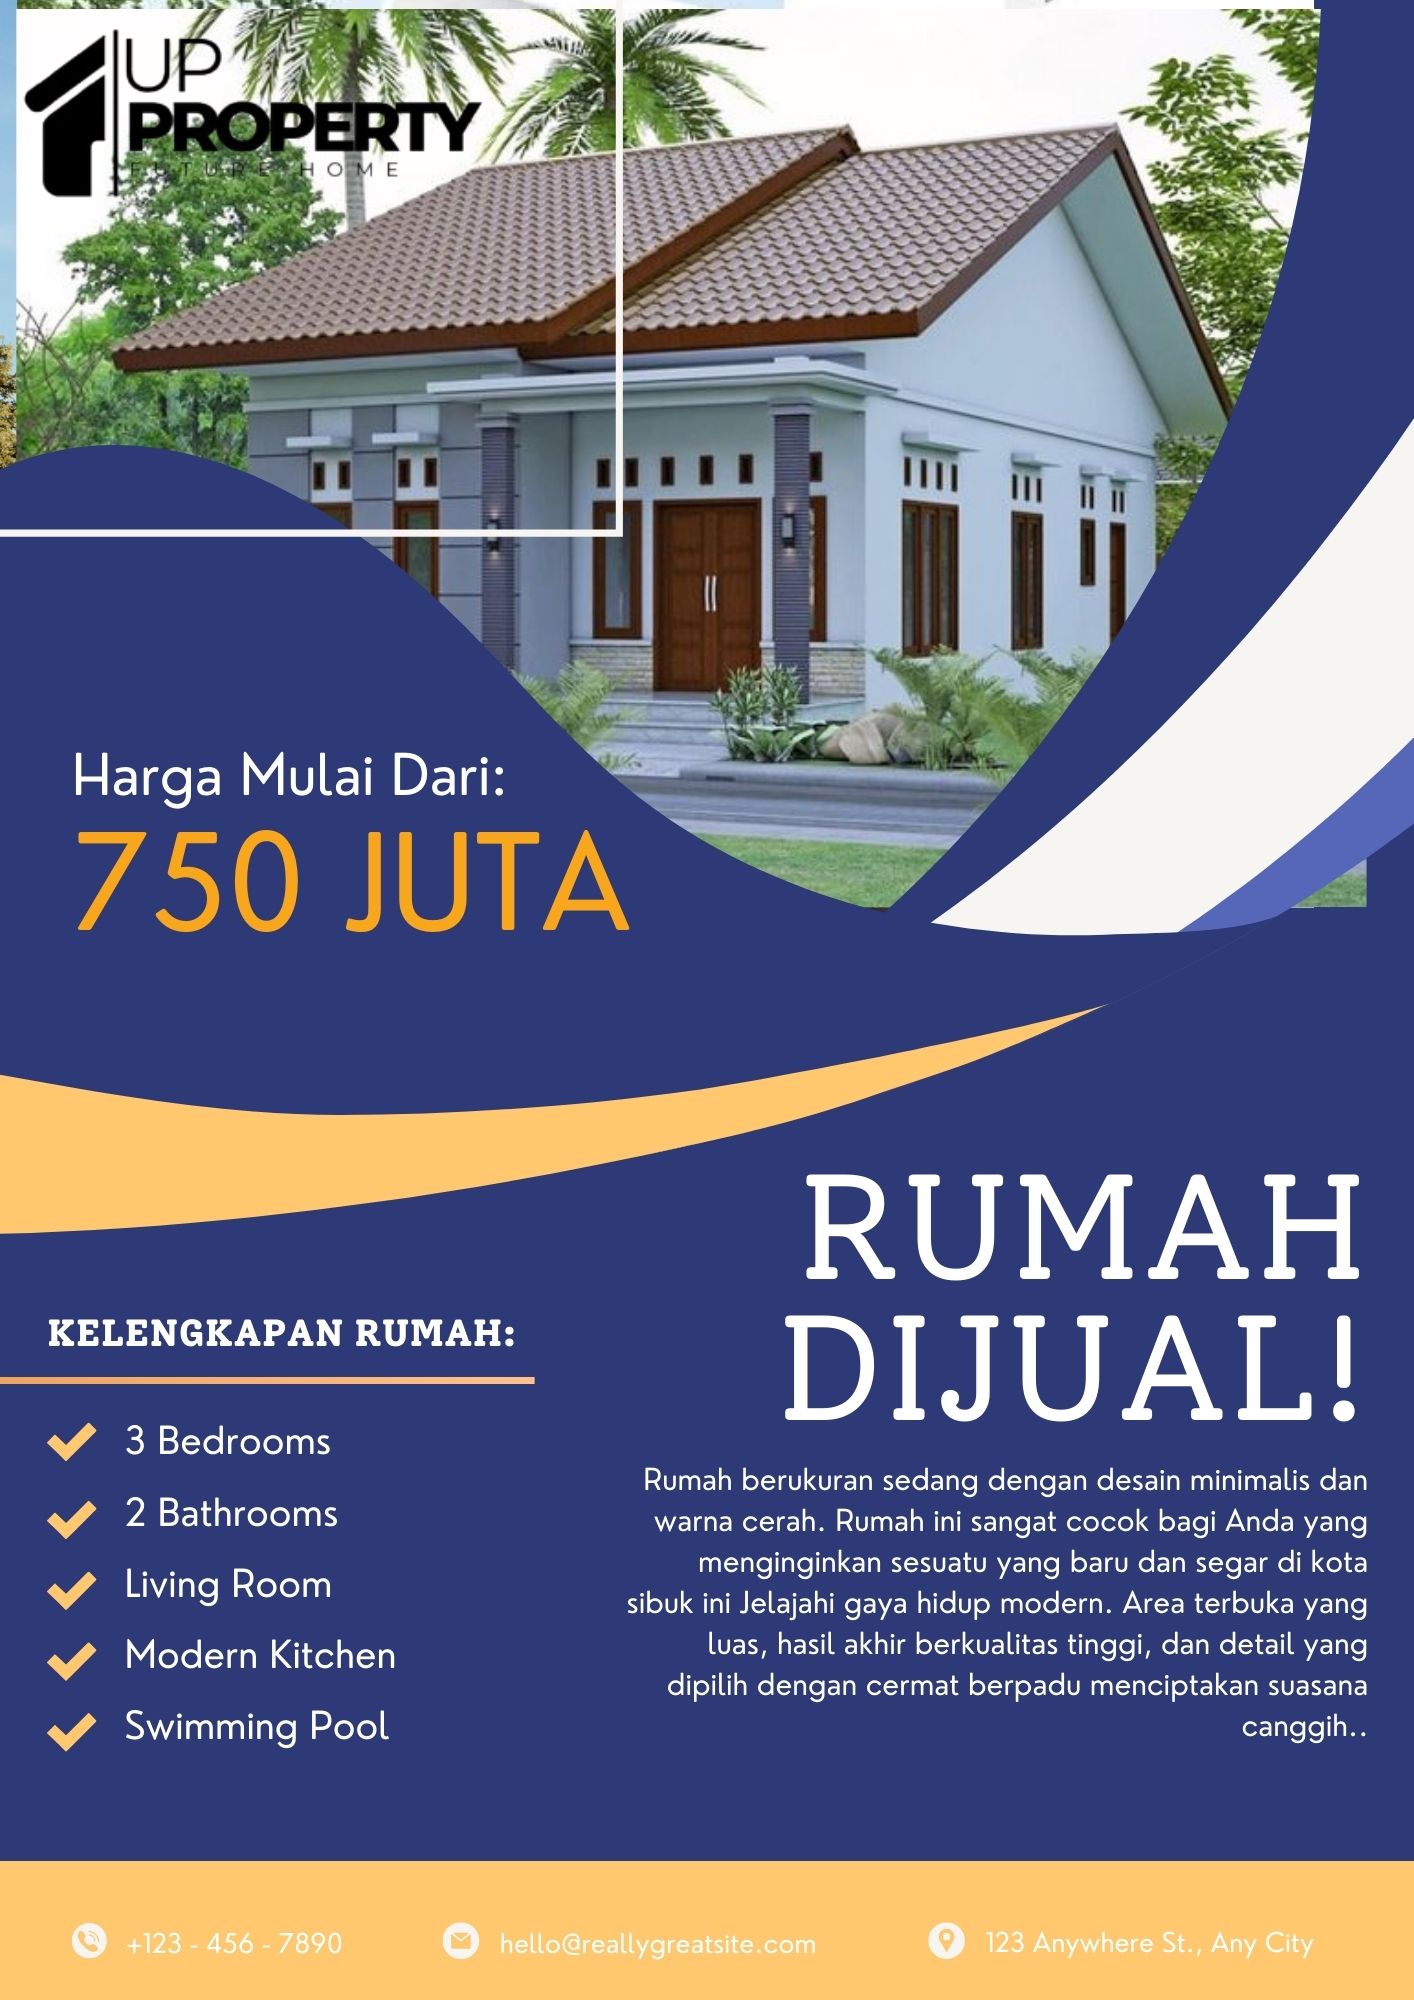 UP
PROPERTY
FUTURE HOME
Harga Mulai Dari:
750 JUTA
RUMAH
DIJUAL!
KELENGKAPAN RUMAH:
3 Bedrooms
2 Bathrooms
Living Room
Modern Kitchen
Swimming Pool
Rumah berukuran sedang dengan desain minimalis dan
warna cerah. Rumah ini sangat cocok bagi Anda yang
menginginkan sesuatu yang baru dan segar di kota
sibuk ini Jelajahi gaya hidup modern. Area terbuka yang
luas, hasil akhir berkualitas tinggi, dan detail yang
dipilih dengan cermat berpadu menciptakan suasana
canggih..
+123 - 456 - 7890
hello@reallygreatsite.com
123 Anywhere St., Any City